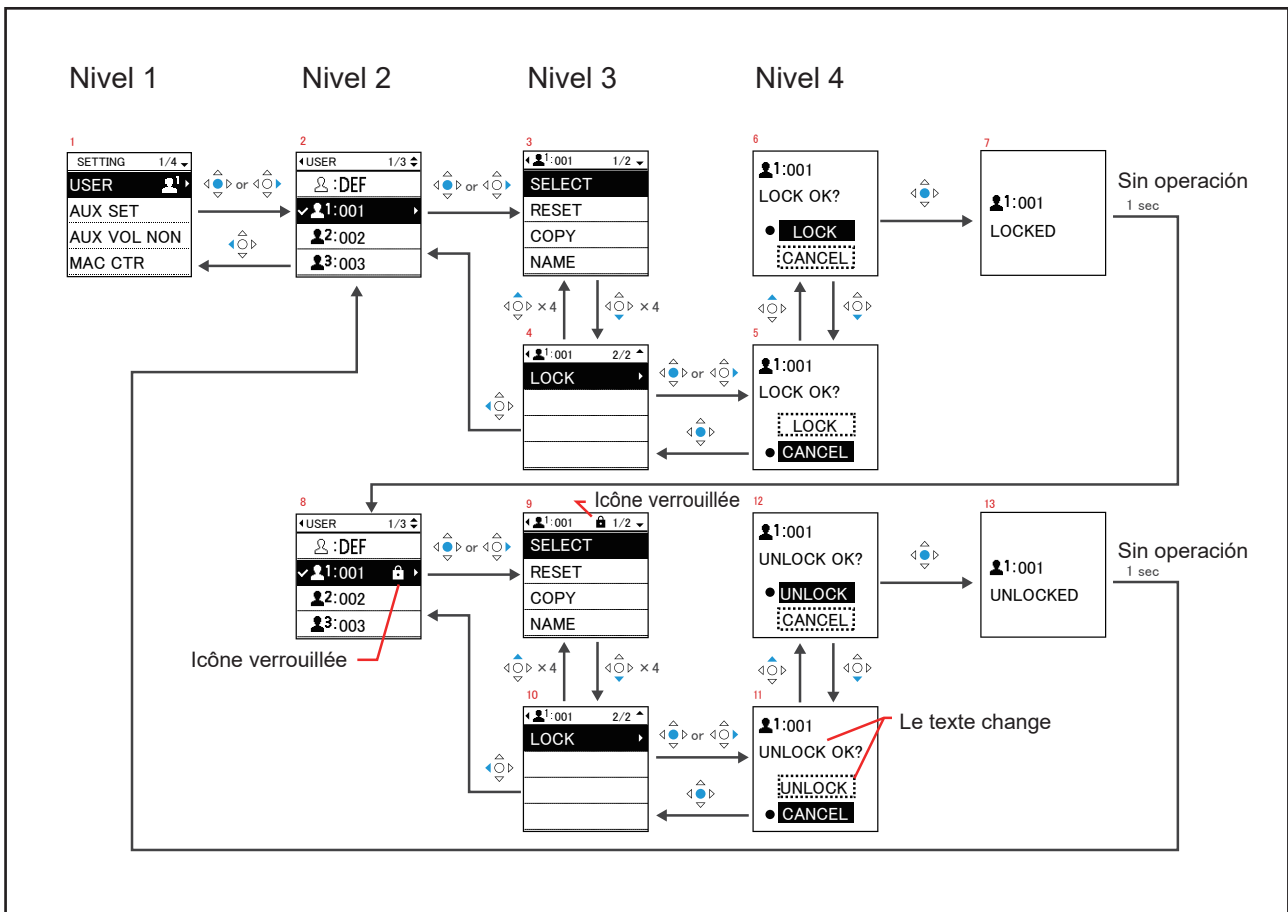 Nivel 1
Nivel 2
Nivel 3
Nivel 4
1
SETTING 1/4
USER 1
AUX SET
AUX VOL NON
MAC CTR
or
2
USER 1/3
:DEF
1:001
2:002
3:003
or
3
1:001 1/2
SELECT
RESET
COPY
NAME
×4
×4
4
1:001 2/2
LOCK
or
5
1:001
LOCK OK?
LOCK
CANCEL
6
1:001
LOCK OK?
LOCK
CANCEL
7
1:001
LOCKED
Sin operación
1 sec
8
USER 1/3
:DEF
1:001
2:002
3:003
Icône verrouillée
or
9
Icône verrouillée
1:001 1/2
SELECT
RESET
COPY
NAME
×4
×4
10
1:001 2/2
LOCK
or
11
1:001
UNLOCK OK?
UNLOCK
CANCEL
Le texte change
12
1:001
UNLOCK OK?
UNLOCK
CANCEL
13
1:001
UNLOCKED
Sin operación
1 sec